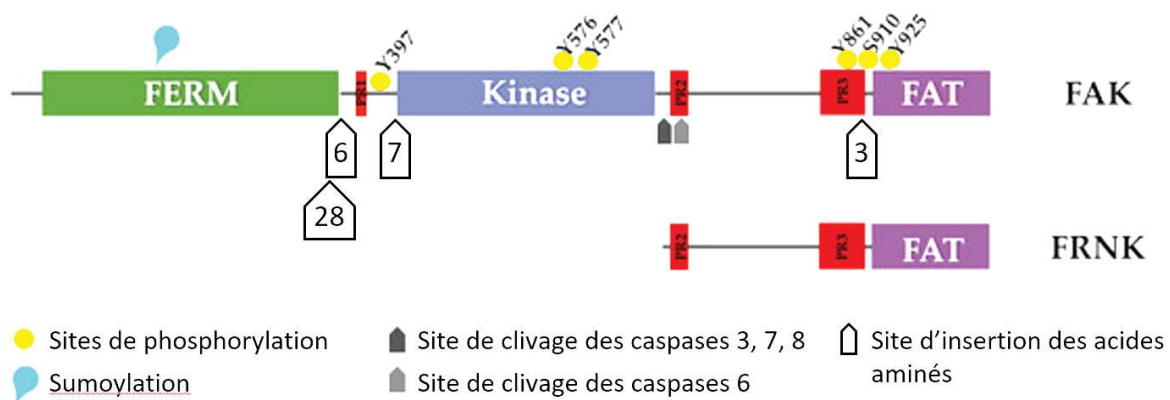 Y397
Y576
Y577
Y861
S910
Y925
FERM
PR1
Kinase
PR2
PR3
FAT
FAK
6
7
3
28
PR2
PR3
FAT
FRNK
Sites de phosphorylation
Site de clivage des caspases 3, 7, 8
Site d’insertion des acides
aminés
Sumoylation
Site de clivage des caspases 6